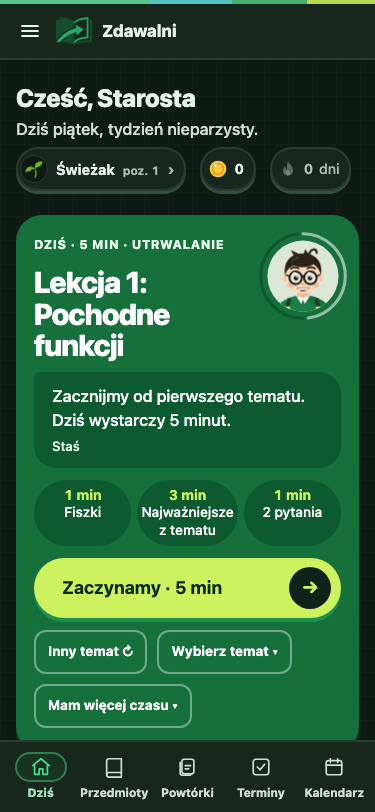 Zdawalni
Cześć, Starosta
Dziś piątek, tydzień nieparzysty.
Świeżak poz. 1 ›
0
0 dni
DZIŚ · 5 MIN · UTRWALANIE
Lekcja 1:
Pochodne
funkcji
Zacznijmy od pierwszego tematu.
Dziś wystarczy 5 minut.
Staś
1 min
Fiszki
3 min
Najważniejsze
z tematu
1 min
2 pytania
Zaczynamy · 5 min →
Inny temat ↻
Wybierz temat ▾
Mam więcej czasu ▾
Dziś
Przedmioty
Powtórki
Terminy
Kalendarz